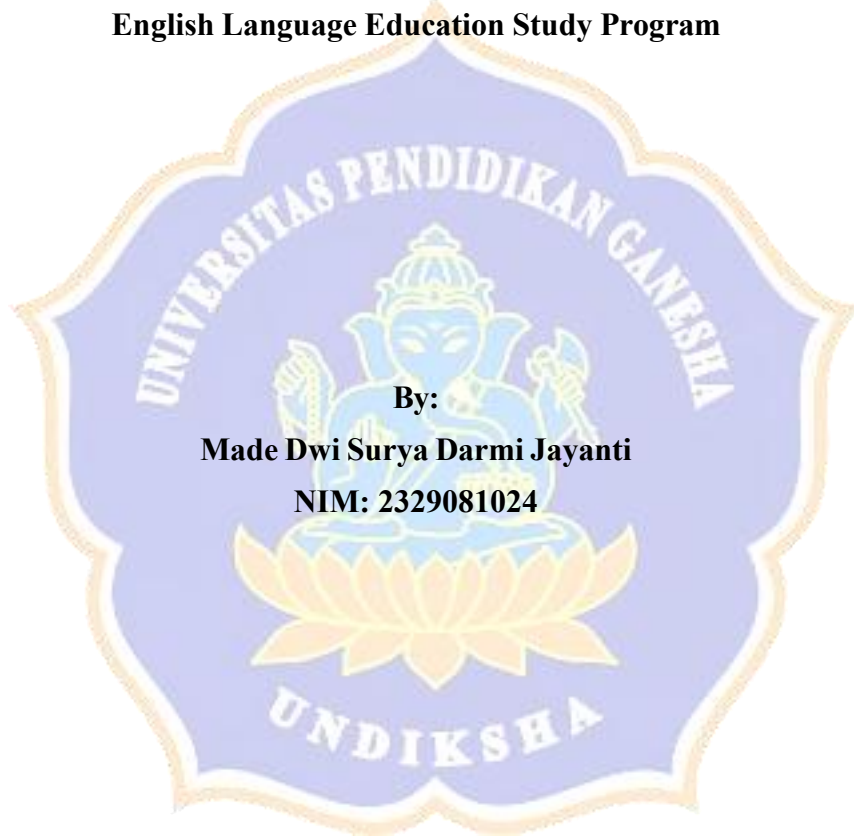 English Language Education Study Program
UNIVERSITAS PENDIDIKAN GANESHA
By:
Made Dwi Surya Darmi Jayanti
NIM: 2329081024
UNDIKSHA